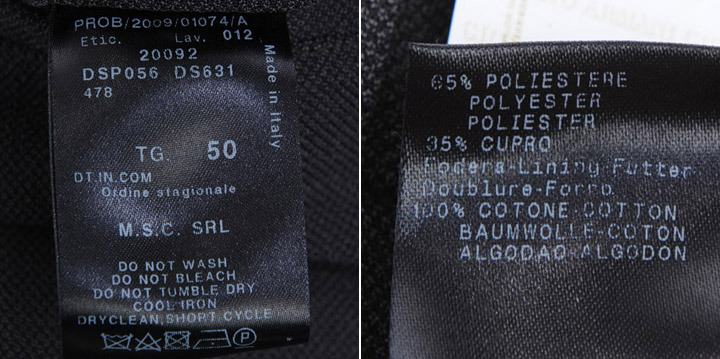 PROB/2009/01074/A
Etic. Lav. 012
20092
DSP056 DS631
478
Made in Italy
TG. 50
DT.IN.COM
Ordine stagionale
M.S.C. SRL
DO NOT WASH
DO NOT BLEACH
DO NOT TUMBLE DRY
COOL IRON
DRYCLEAN,SHORT CYCLE
P
65% POLIESTERE
POLYESTER
POLIESTER
35% CUPRO
Fodera-Lining-Futter
Doublure-Forro
100% COTONE-COTTON
BAUMWOLLE-COTON
ALGODAO-ALGODON